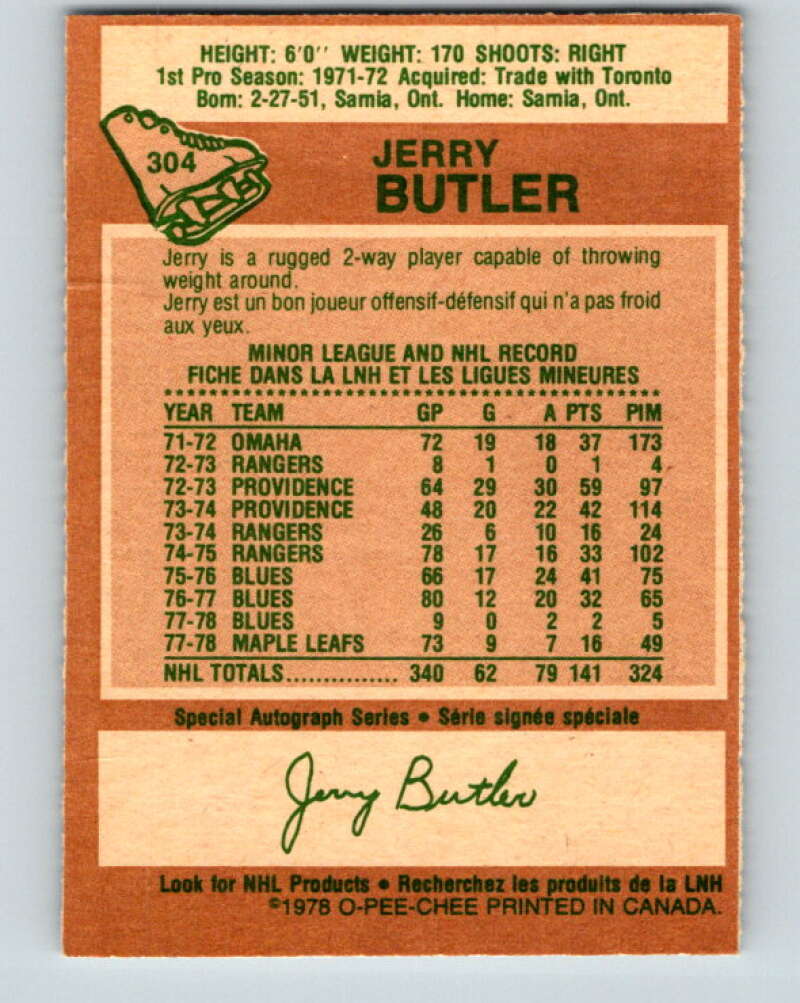 HEIGHT: 6'0'' WEIGHT: 170 SHOOTS: RIGHT
1st Pro Season: 1971-72 Acquired: Trade with Toronto
Born: 2-27-51, Sarnia, Ont. Home: Sarnia, Ont.
304
JERRY
BUTLER
Jerry is a rugged 2-way player capable of throwing
weight around.
Jerry est un bon joueur offensif-défensif qui n'a pas froid
aux yeux.
MINOR LEAGUE AND NHL RECORD
FICHE DANS LA LNH ET LES LIGUES MINEURES
YEAR TEAM GP G A PTS PIM
71-72 OMAHA 72 19 18 37 173
72-73 RANGERS 8 1 0 1 4
72-73 PROVIDENCE 64 29 30 59 97
73-74 PROVIDENCE 48 20 22 42 114
73-74 RANGERS 26 6 10 16 24
74-75 RANGERS 78 17 16 33 102
75-76 BLUES 66 17 24 41 75
76-77 BLUES 80 12 20 32 65
77-78 BLUES 9 0 2 2 5
77-78 MAPLE LEAFS 73 9 7 16 49
NHL TOTALS............... 340 62 79 141 324
Special Autograph Series • Série signée spéciale
Jerry Butler
Look for NHL Products • Recherchez les produits de la LNH
©1978 O-PEE-CHEE PRINTED IN CANADA.